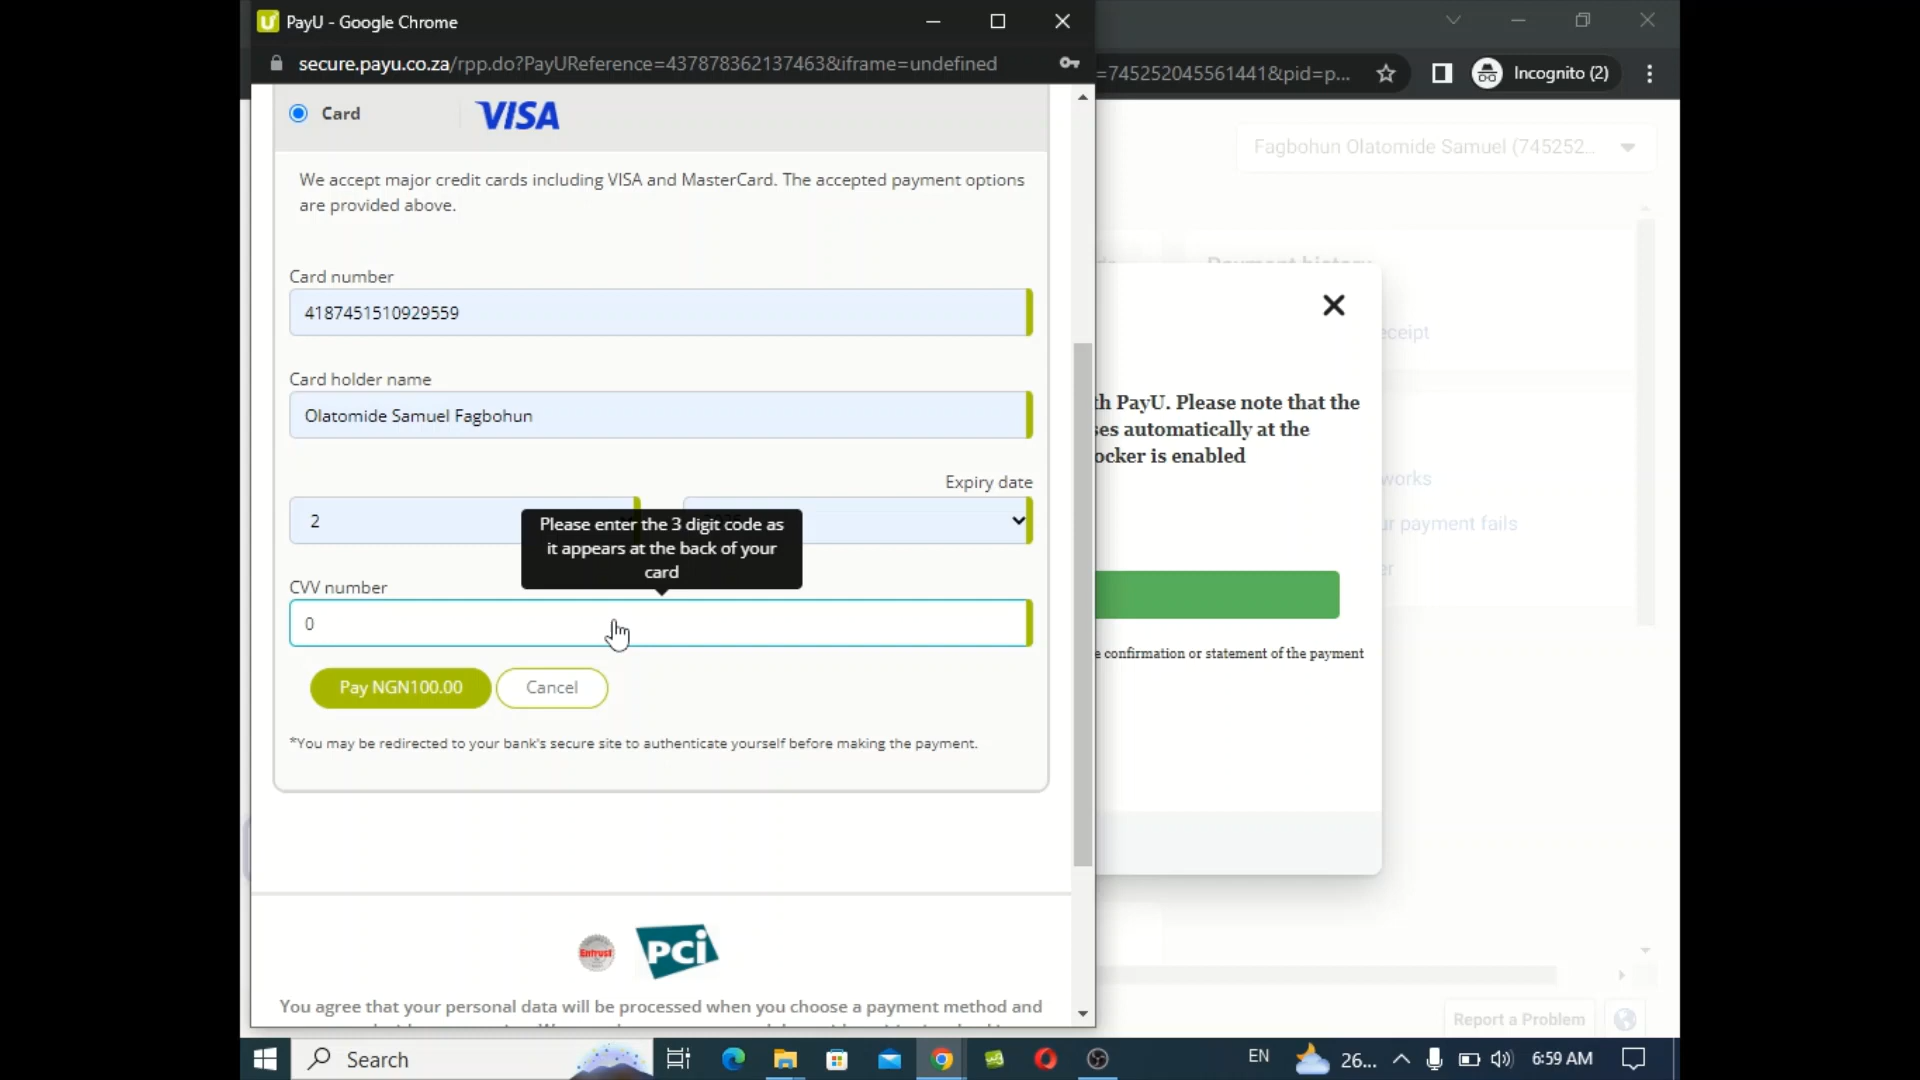 PayU - Google Chrome
secure.payu.co.za/rpp.do?PayUReference=437878362137463&iframe=undefined
=745252045561441&pid=p...
Incognito (2)
Card
VISA
We accept major credit cards including VISA and MasterCard. The accepted payment options
are provided above.
Card number
4187451510929559
Card holder name
Olatomide Samuel Fagbohun
Expiry date
2
Please enter the 3 digit code as
it appears at the back of your
card
CVV number
0
Pay NGN100.00
Cancel
*You may be redirected to your bank's secure site to authenticate yourself before making the payment.
Entrust
PCi
You agree that your personal data will be processed when you choose a payment method and
Fagbohun Olatomide Samuel (745252...
Payment history
eceipt
th PayU. Please note that the
ses automatically at the
ocker is enabled
works
ur payment fails
er
e confirmation or statement of the payment
Report a Problem
Search
EN
26...
6:59 AM